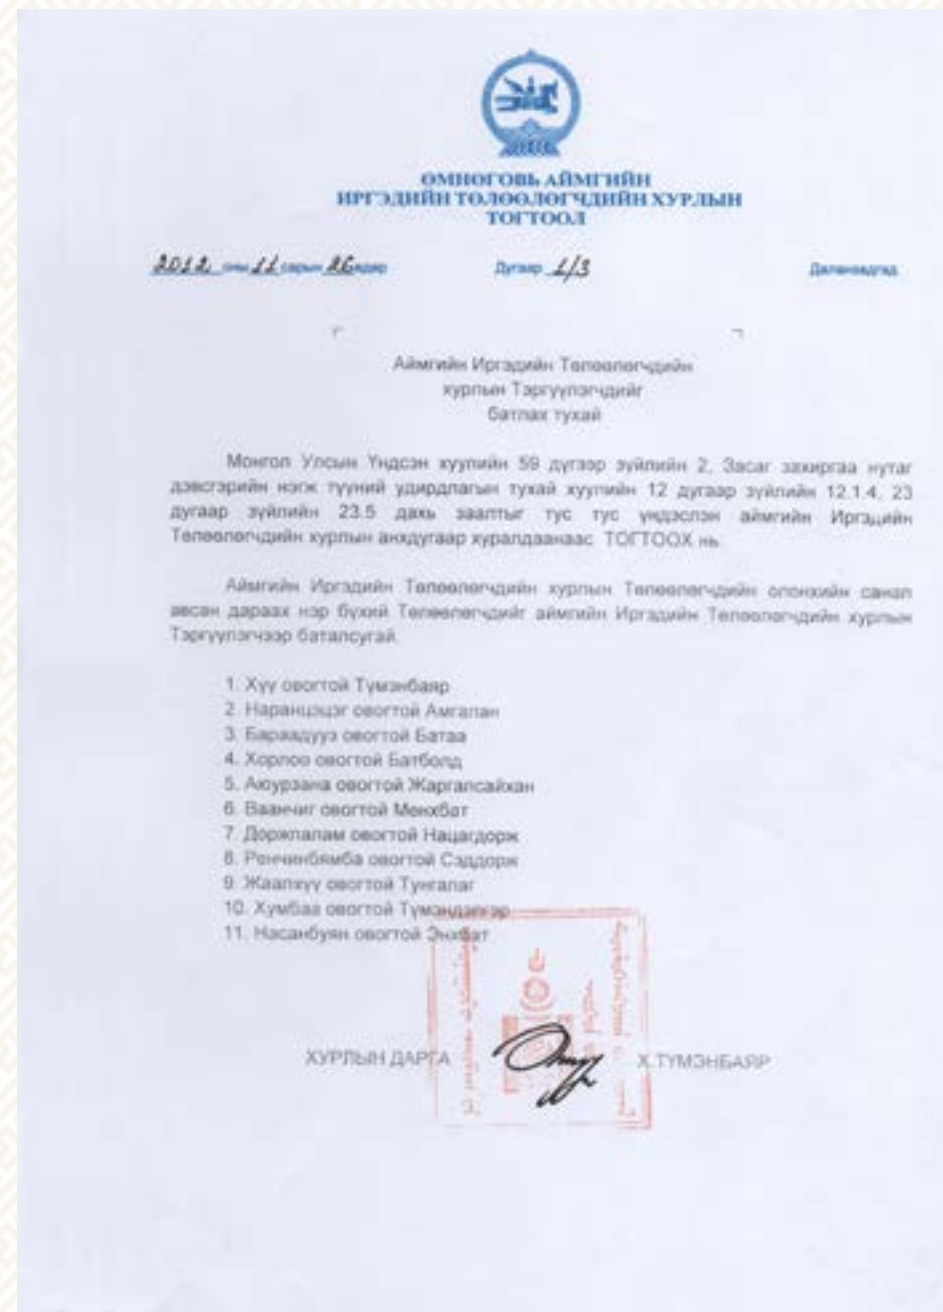 ӨМНӨГОВЬ АЙМГИЙН
ИРГЭДИЙН ТӨЛӨӨЛӨГЧДИЙН ХУРЛЫН
ТОГТООЛ
2012 оны 11 сарын 26 өдөр Дугаар 1/3 Даланзадгад
Аймгийн Иргэдийн Төлөөлөгчдийн
хурлын Тэргүүлэгчдийг
батлах тухай
Монгол Улсын Үндсэн хуулийн 59 дүгээр зүйлийн 2, Засаг захиргаа нутаг
дэвсгэрийн нэгж түүний удирдлагын тухай хуулийн 12 дугаар зүйлийн 12.1.4, 23
дугаар зүйлийн 23.5 дахь заалтыг тус тус үндэслэн аймгийн Иргэдийн
Төлөөлөгчдийн хурлын анхдугаар хуралдаанаас ТОГТООХ нь:
Аймгийн Иргэдийн Төлөөлөгчдийн хурлын Төлөөлөгчдийн олонхийн санал
авсан дараах нэр бүхий Төлөөлөгчдийг аймгийн Иргэдийн Төлөөлөгчдийн хурлын
Тэргүүлэгчээр баталсугай.
1. Хүү овогтой Түмэнбаяр
2. Наранцэцэг овогтой Амгалан
3. Бараадууз овогтой Батаа
4. Хорлоо овогтой Батболд
5. Аюурзана овогтой Жаргалсайхан
6. Ваанчиг овогтой Мөнхбат
7. Доржпалам овогтой Нацагдорж
8. Ренчинбямба овогтой Сэддорж
9. Жаалхүү овогтой Тунгалаг
10. Хумбаа овогтой Түмэндэлгэр
11. Насанбуян овогтой Энхбат
ХУРЛЫН ДАРГА Х.ТҮМЭНБАЯР